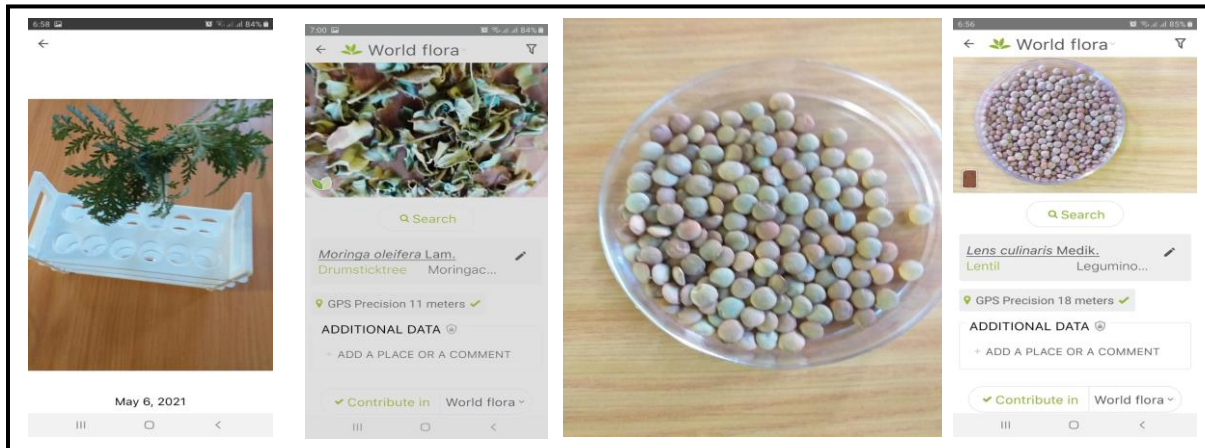 6:58 84%
May 6, 2021
7:00 84%
World flora
Search
Moringa oleifera Lam.
Drumsticktree Moringac...
GPS Precision 11 meters
ADDITIONAL DATA
+ ADD A PLACE OR A COMMENT
Contribute in World flora
6:56 85%
World flora
Search
Lens culinaris Medik.
Lentil Legumino...
GPS Precision 18 meters
ADDITIONAL DATA
+ ADD A PLACE OR A COMMENT
Contribute in World flora